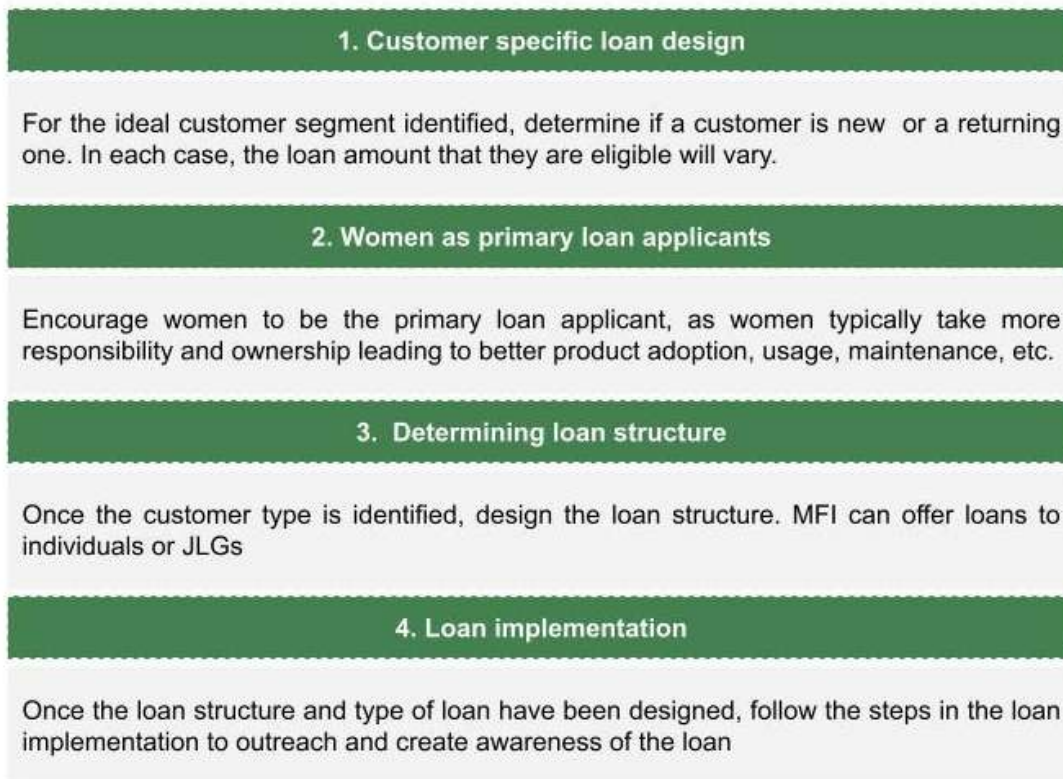 1. Customer specific loan design
For the ideal customer segment identified, determine if a customer is new or a returning
one. In each case, the loan amount that they are eligible will vary.
2. Women as primary loan applicants
Encourage women to be the primary loan applicant, as women typically take more
responsibility and ownership leading to better product adoption, usage, maintenance, etc.
3. Determining loan structure
Once the customer type is identified, design the loan structure. MFI can offer loans to
individuals or JLGs
4. Loan implementation
Once the loan structure and type of loan have been designed, follow the steps in the loan
implementation to outreach and create awareness of the loan